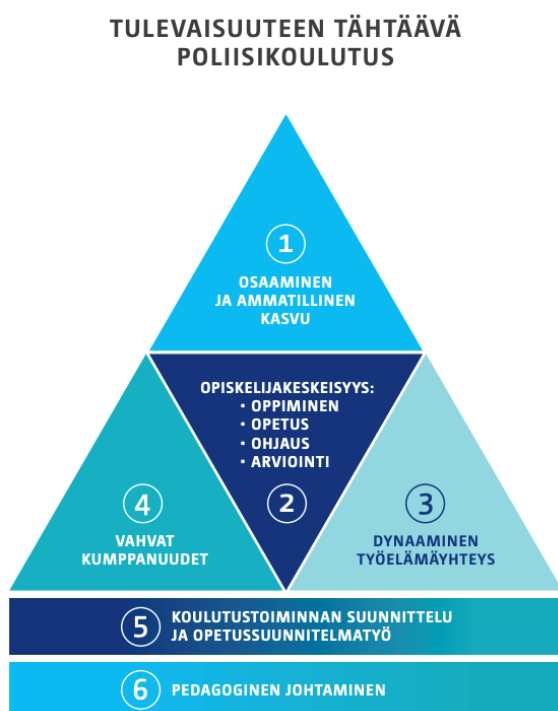 TULEVAISUUTEEN TÄHTÄÄVÄ
POLIISIKOULUTUS
1
OSAAMINEN
JA AMMATILLINEN
KASVU
OPISKELIJAKESKEISYYS:
• OPPIMINEN
• OPETUS
• OHJAUS
• ARVIOINTI
2
4
VAHVAT
KUMPPANUUDET
3
DYNAAMINEN
TYÖELÄMÄYHTEYS
5
KOULUTUSTOIMINNAN SUUNNITTELU
JA OPETUSSUUNNITELMATYÖ
6
PEDAGOGINEN JOHTAMINEN